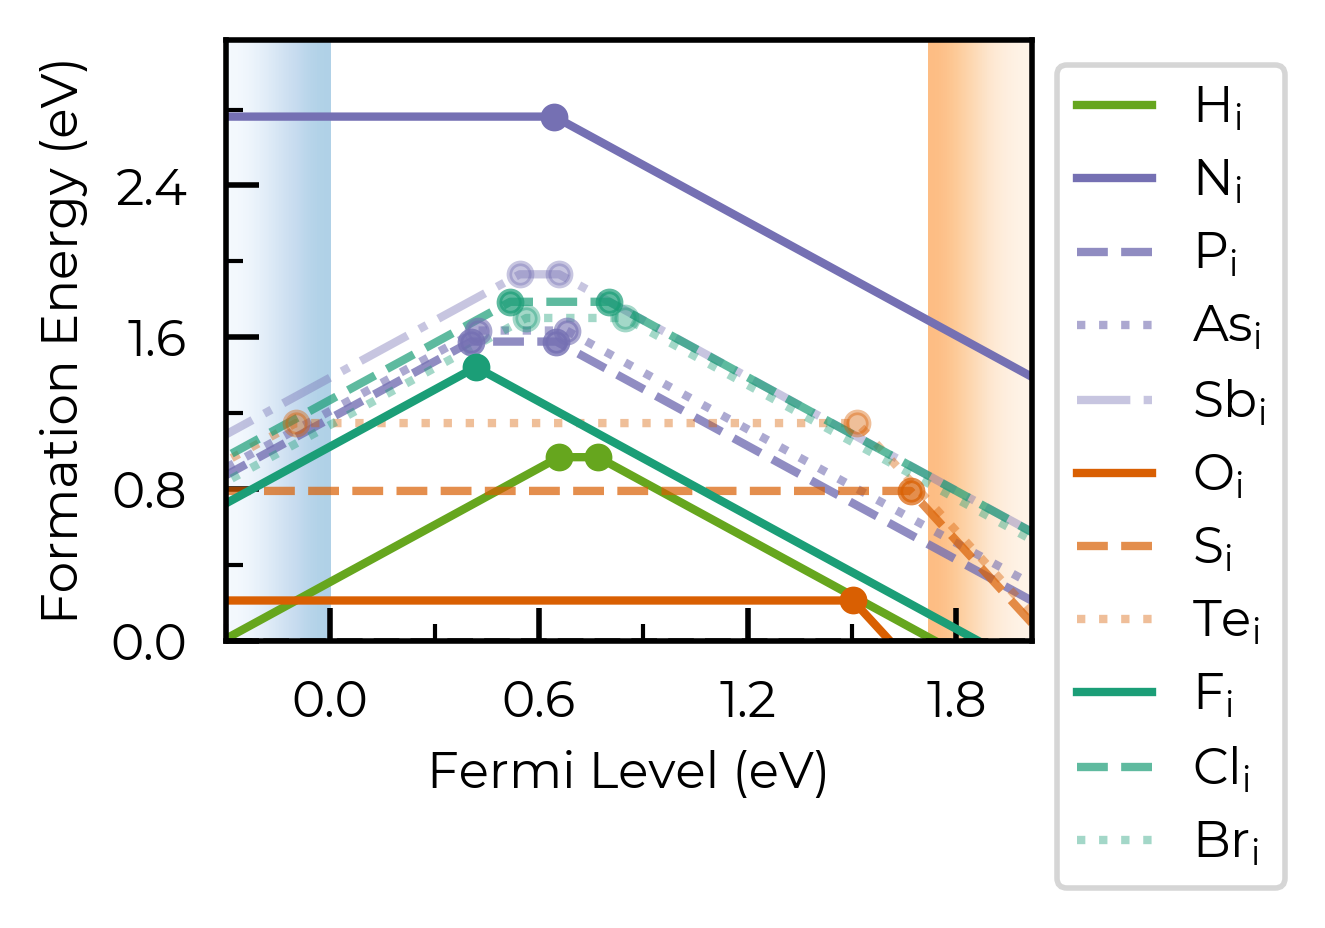 Formation Energy (eV)
2.4
1.6
0.8
0.0
0.0 0.6 1.2 1.8
Fermi Level (eV)
Hᵢ
Nᵢ
Pᵢ
Asᵢ
Sbᵢ
Oᵢ
Sᵢ
Teᵢ
Fᵢ
Clᵢ
Brᵢ